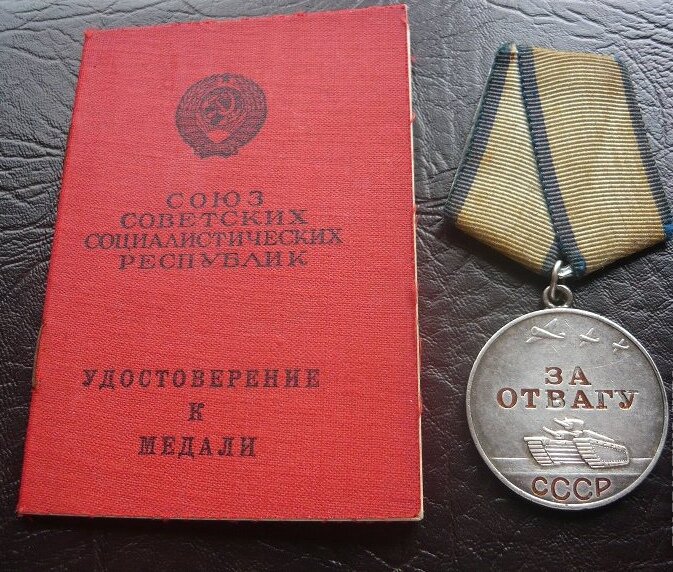 СОЮЗ
СОВЕТСКИХ
СОЦИАЛИСТИЧЕСКИХ
РЕСПУБЛИК
УДОСТОВЕРЕНИЕ
К
МЕДАЛИ
ЗА
ОТВАГУ
СССР